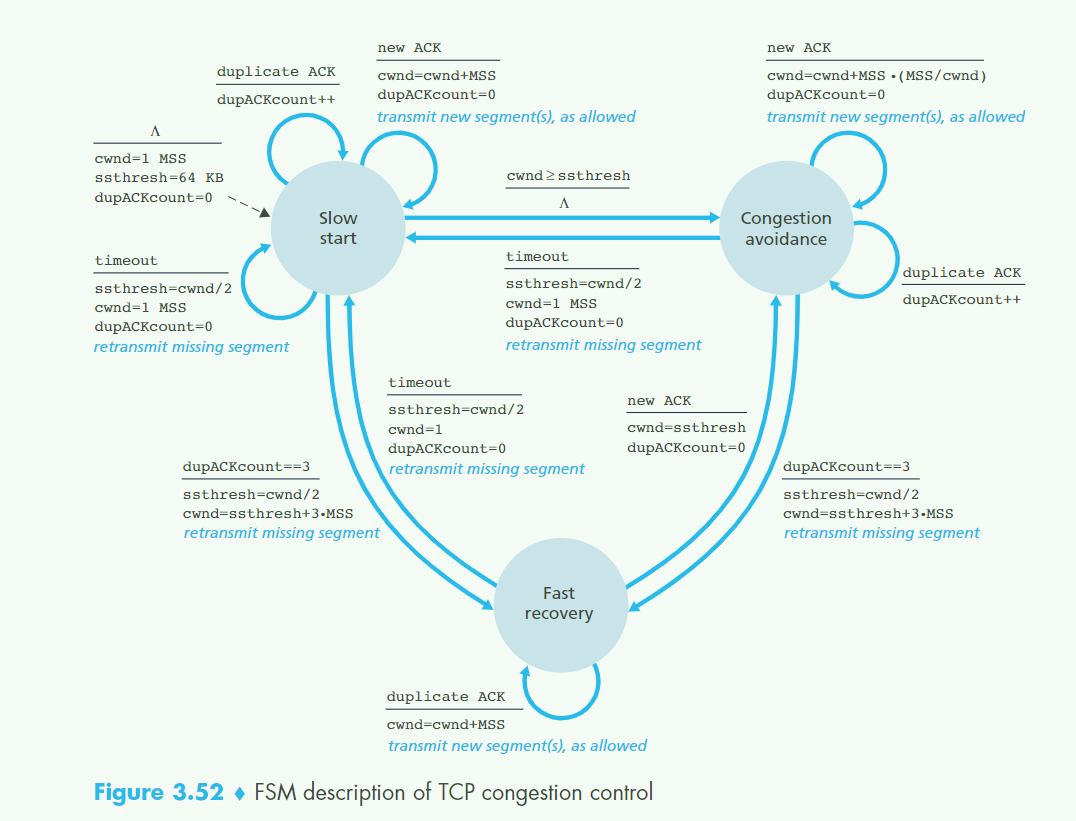 new ACK
cwnd=cwnd+MSS
dupACKcount=0
transmit new segment(s), as allowed
new ACK
cwnd=cwnd+MSS •(MSS/cwnd)
dupACKcount=0
transmit new segment(s), as allowed
duplicate ACK
dupACKcount++
Λ
cwnd=1 MSS
ssthresh=64 KB
dupACKcount=0
cwnd≥ssthresh
Λ
Slow
start
Congestion
avoidance
timeout
ssthresh=cwnd/2
cwnd=1 MSS
dupACKcount=0
retransmit missing segment
timeout
ssthresh=cwnd/2
cwnd=1 MSS
dupACKcount=0
retransmit missing segment
duplicate ACK
dupACKcount++
timeout
ssthresh=cwnd/2
cwnd=1
dupACKcount=0
retransmit missing segment
new ACK
cwnd=ssthresh
dupACKcount=0
dupACKcount==3
ssthresh=cwnd/2
cwnd=ssthresh+3•MSS
retransmit missing segment
dupACKcount==3
ssthresh=cwnd/2
cwnd=ssthresh+3•MSS
retransmit missing segment
Fast
recovery
duplicate ACK
cwnd=cwnd+MSS
transmit new segment(s), as allowed
Figure 3.52 ♦ FSM description of TCP congestion control